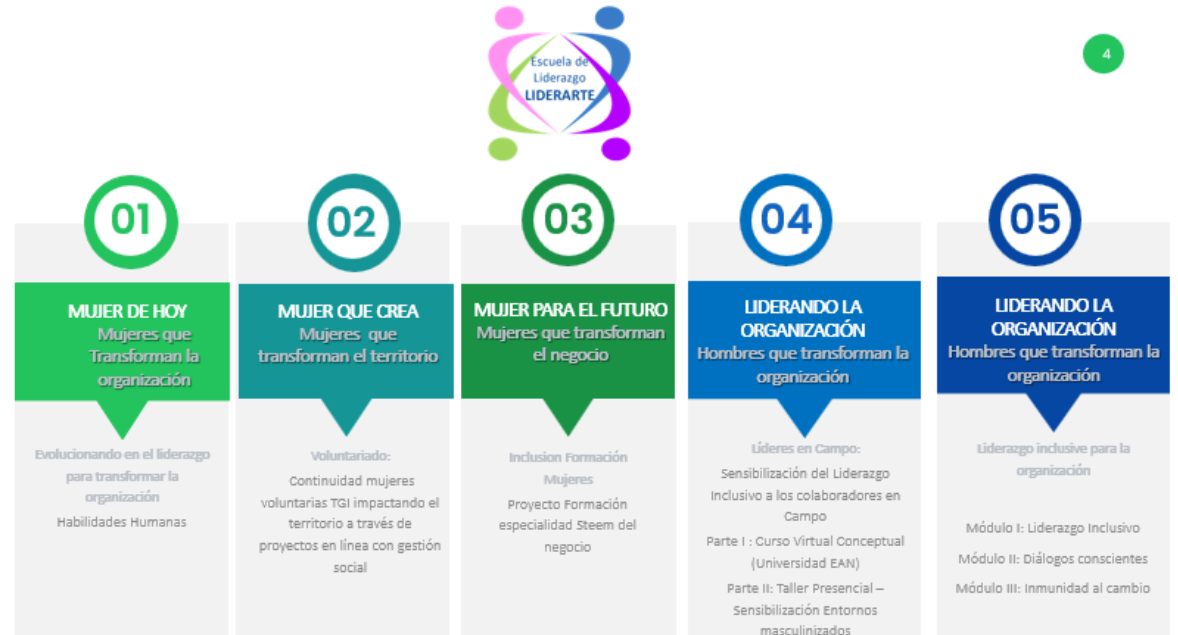 Escuela de
Liderazgo
LIDERARTE
4
01
MUJER DE HOY
Mujeres que
Transforman la
organización
Evolucionando en el liderazgo
para transformar la
organización
Habilidades Humanas
02
MUJER QUE CREA
Mujeres que
transforman el territorio
Voluntariado:
Continuidad mujeres
voluntarias TGI impactando el
territorio a través de
proyectos en línea con gestión
social
03
MUJER PARA EL FUTURO
Mujeres que transforman
el negocio
Inclusion Formación
Mujeres
Proyecto Formación
especialidad Steem del
negocio
04
LIDERANDO LA
ORGANIZACIÓN
Hombres que transforman la
organización
Líderes en Campo:
Sensibilización del Liderazgo
Inclusivo a los colaboradores en
Campo
Parte I : Curso Virtual Conceptual
(Universidad EAN)
Parte II: Taller Presencial –
Sensibilización Entornos
masculinizados
05
LIDERANDO LA
ORGANIZACIÓN
Hombres que transforman la
organización
Liderazgo inclusive para la
organización
Módulo I: Liderazgo Inclusivo
Módulo II: Diálogos conscientes
Módulo III: Inmunidad al cambio